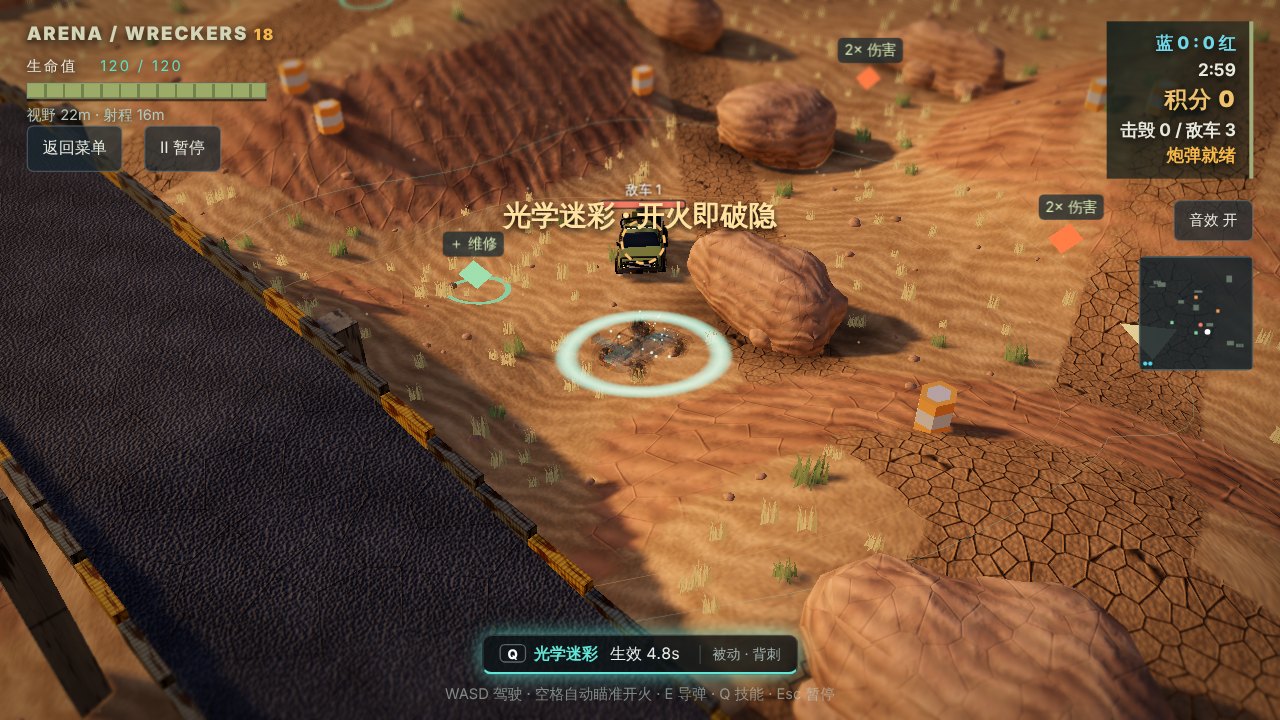 ARENA / WRECKERS 18
生命值 120 / 120
视野 22m · 射程 16m
返回菜单
II 暂停
2× 伤害
蓝 0 : 0 红
2:59
积分 0
击毁 0 / 敌车 3
炮弹就绪
敌车 1
光学迷彩 · 开火即破隐
2× 伤害
音效 开
+ 维修
Q 光学迷彩 生效 4.8s 被动 · 背刺
WASD 驾驶 · 空格自动瞄准开火 · E 导弹 · Q 技能 · Esc 暂停